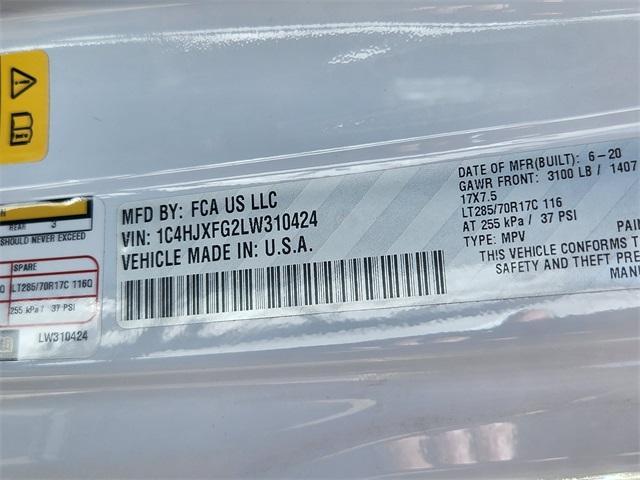 REAR 3
SHOULD NEVER EXCEED
SPARE
LT285/70R17C 116Q
255 kPa / 37 PSI
LW310424
MFD BY: FCA US LLC
VIN: 1C4HJXFG2LW310424
VEHICLE MADE IN: U.S.A.
DATE OF MFR(BUILT): 6-20
GAWR FRONT: 3100 LB / 1407
17X7.5
LT285/70R17C 116
AT 255 kPa / 37 PSI
TYPE: MPV
PAI
THIS VEHICLE CONFORMS T
SAFETY AND THEFT PRE
MAN